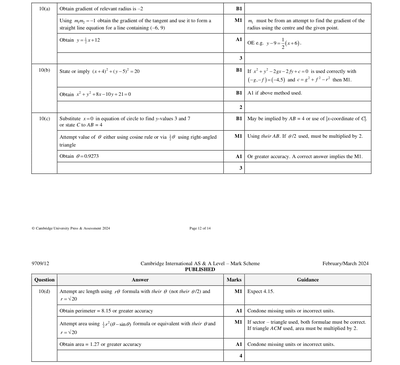 10(a) Obtain gradient of relevant radius is –2 B1
Using m₁m₂ = –1 obtain the gradient of the tangent and use it to form a straight line equation for a line containing (–6, 9) M1 m₁ must be from an attempt to find the gradient of the radius using the centre and the given point.
Obtain y = ½x + 12 A1 OE e.g. y – 9 = ½(x + 6).
3
10(b) State or imply (x + 4)² + (y – 5)² = 20 B1 If x² + y² – 2gx – 2fy + c = 0 is used correctly with (–g, –f) = (–4,5) and c = g² + f² – r² then M1.
Obtain x² + y² + 8x – 10y + 21 = 0 B1 A1 if above method used.
2
10(c) Substitute x = 0 in equation of circle to find y-values 3 and 7
or state C to AB = 4 B1 May be implied by AB = 4 or use of [x-coordinate of C].
Attempt value of θ either using cosine rule or via ½θ using right-angled triangle M1 Using their AB. If θ/2 used, must be multiplied by 2.
Obtain θ = 0.9273 A1 Or greater accuracy. A correct answer implies the M1.
3
© Cambridge University Press & Assessment 2024 Page 12 of 14
9709/12 Cambridge International AS & A Level – Mark Scheme February/March 2024
PUBLISHED
Question Answer Marks Guidance
10(d) Attempt arc length using rθ formula with their θ (not their θ/2) and r = √20 M1 Expect 4.15.
Obtain perimeter = 8.15 or greater accuracy A1 Condone missing units or incorrect units.
Attempt area using ½r²(θ – sinθ) formula or equivalent with their θ and r = √20 M1 If sector – triangle used, both formulae must be correct. If triangle ACM used, area must be multiplied by 2.
Obtain area = 1.27 or greater accuracy A1 Condone missing units or incorrect units.
4